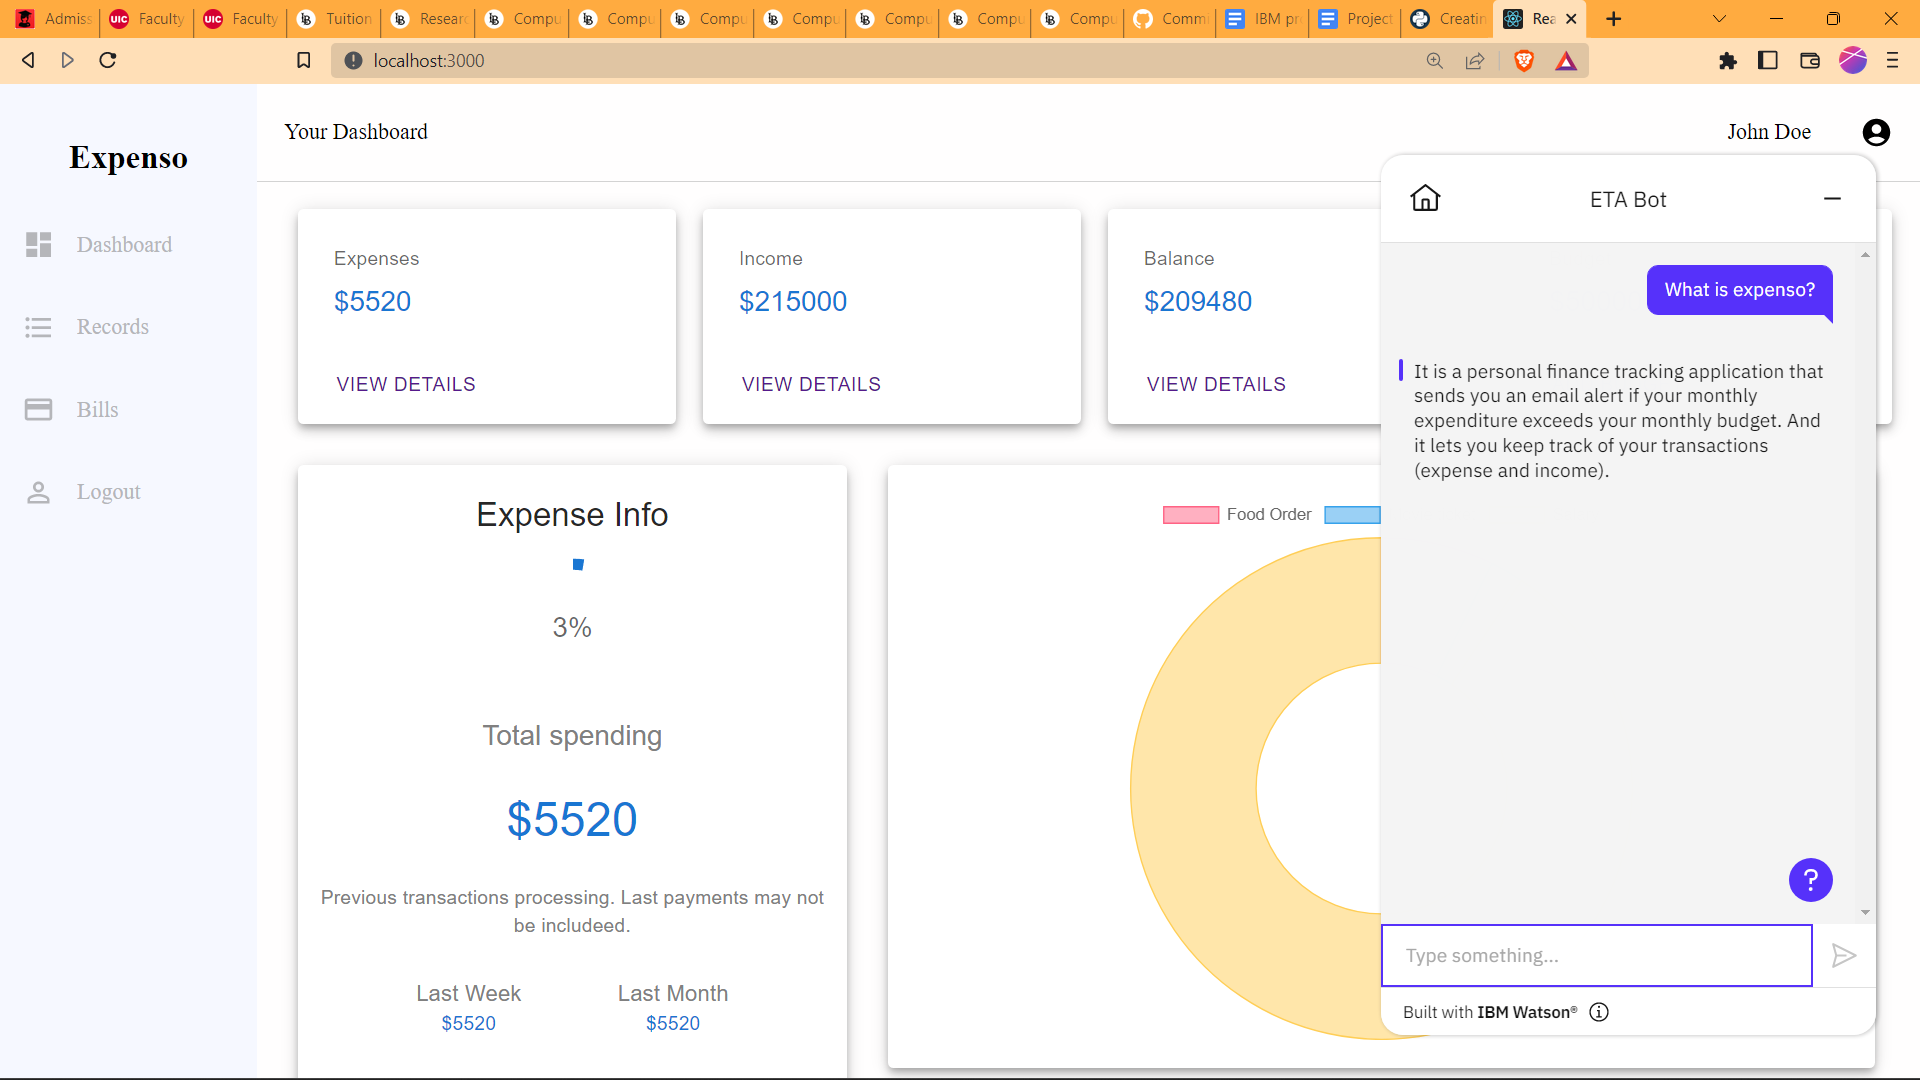 Admiss
UIC Faculty
UIC Faculty
Tuition
Resear
Compu
Compu
Compu
Compu
Compu
Compu
Compu
Comm
IBM pr
Project
Creatin
Rea
localhost:3000
Expenso
Dashboard
Records
Bills
Logout
Your Dashboard
John Doe
Expenses
$5520
VIEW DETAILS
Income
$215000
VIEW DETAILS
Balance
$209480
VIEW DETAILS
Expense Info
3%
Total spending
$5520
Previous transactions processing. Last payments may not
be includeed.
Last Week
$5520
Last Month
$5520
Food Order
ETA Bot
What is expenso?
It is a personal finance tracking application that
sends you an email alert if your monthly
expenditure exceeds your monthly budget. And
it lets you keep track of your transactions
(expense and income).
?
Type something...
Built with IBM Watson®